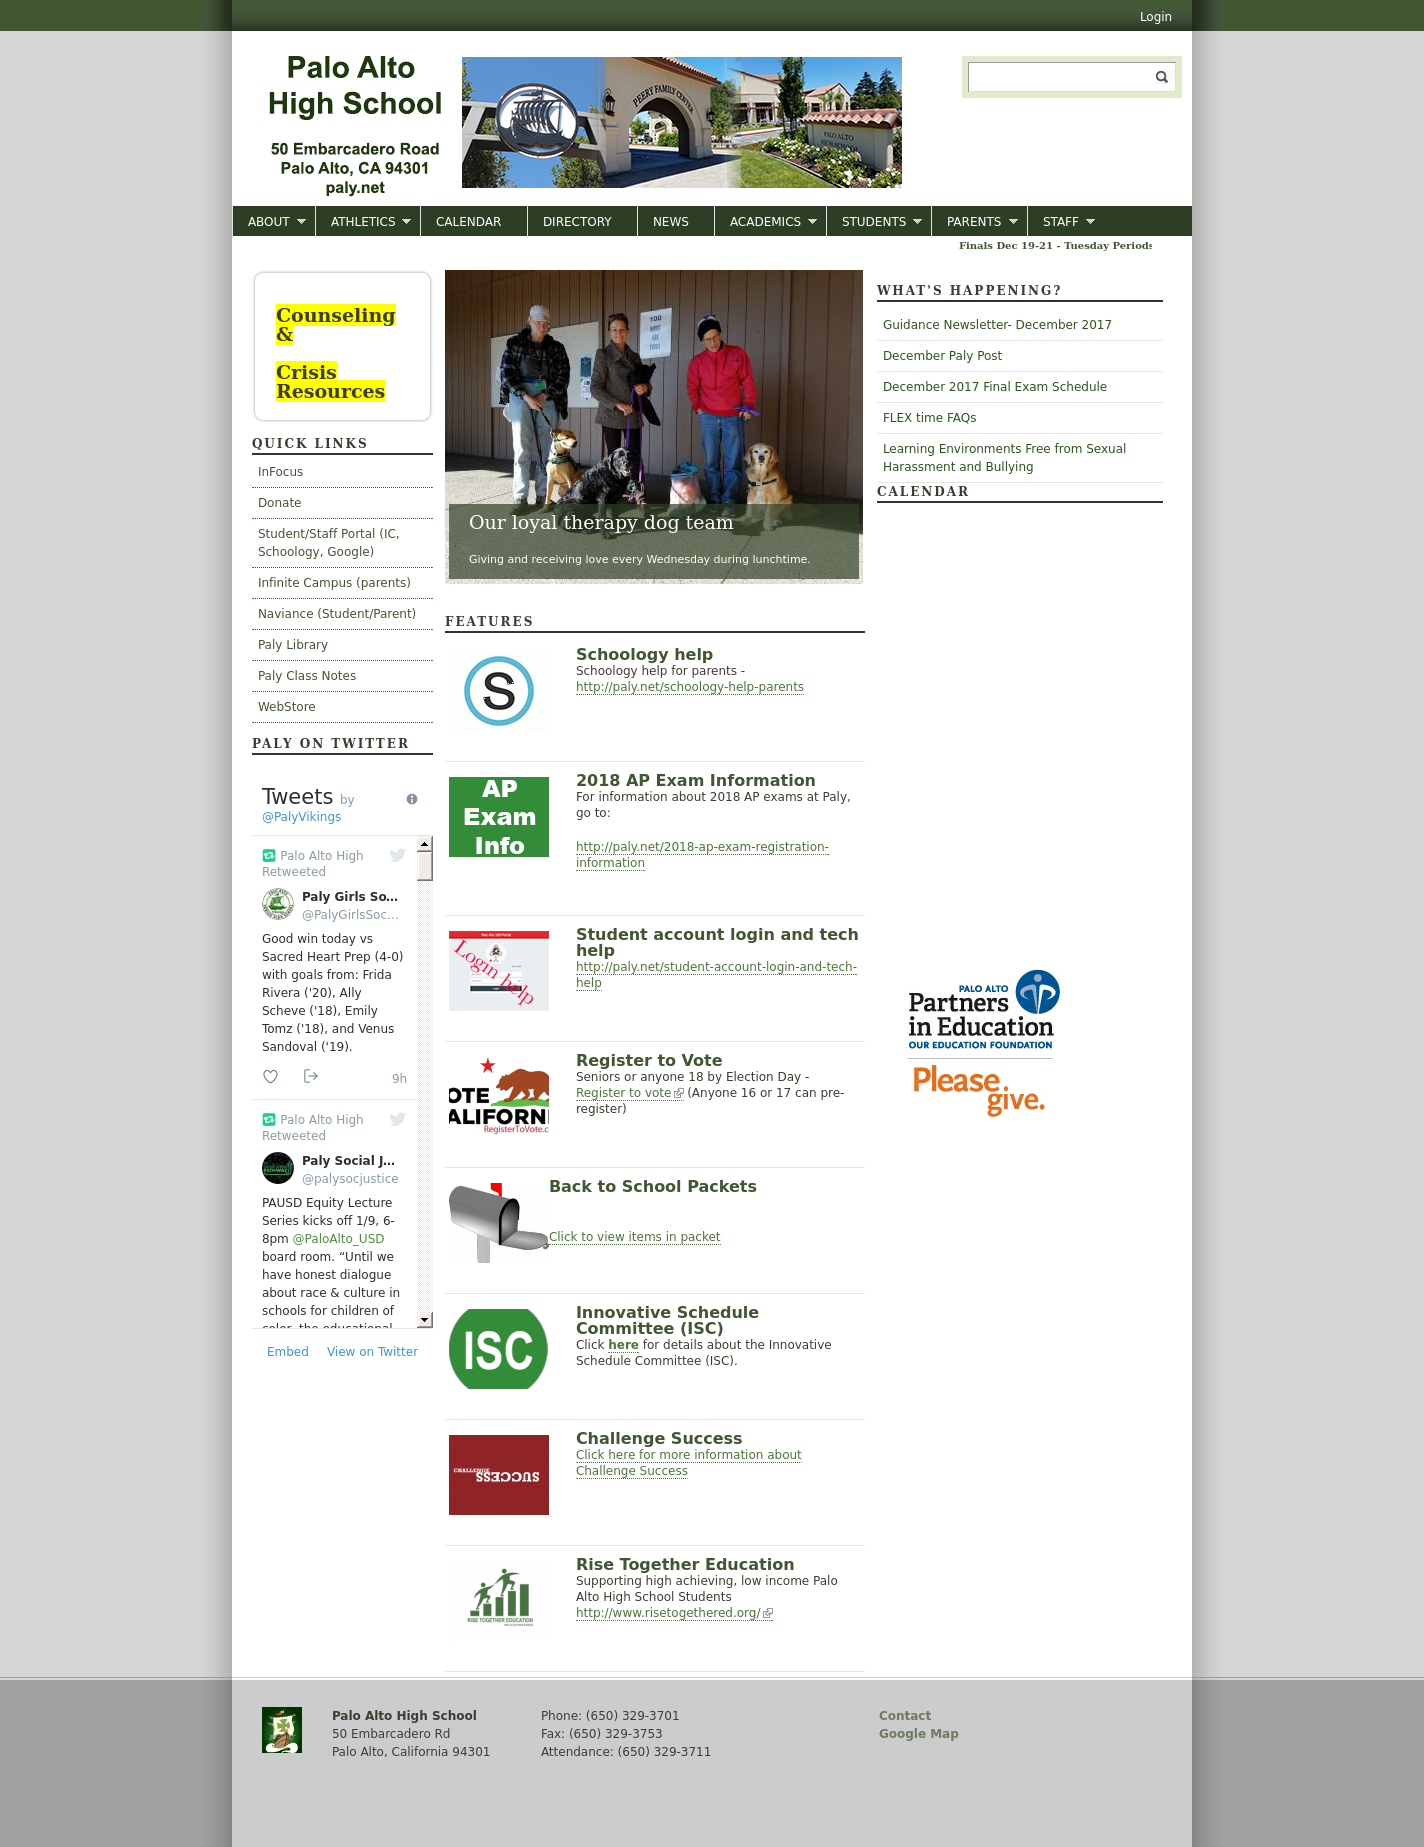 Login
Palo Alto
High School
50 Embarcadero Road
Palo Alto, CA 94301
paly.net
PEERY FAMILY CENTER
PALO ALTO
HIGH SCHOOL
ABOUT
ATHLETICS
CALENDAR
DIRECTORY
NEWS
ACADEMICS
STUDENTS
PARENTS
STAFF
Finals Dec 19-21 - Tuesday Periods
Counseling
&
Crisis
Resources
QUICK LINKS
InFocus
Donate
Student/Staff Portal (IC,
Schoology, Google)
Infinite Campus (parents)
Naviance (Student/Parent)
Paly Library
Paly Class Notes
WebStore
PALY ON TWITTER
Tweets by
@PalyVikings
Palo Alto High
Retweeted
Paly Girls So...
@PalyGirlsSoc...
Good win today vs
Sacred Heart Prep (4-0)
with goals from: Frida
Rivera ('20), Ally
Scheve ('18), Emily
Tomz ('18), and Venus
Sandoval ('19).
9h
Palo Alto High
Retweeted
Paly Social J...
@palysocjustice
PAUSD Equity Lecture
Series kicks off 1/9, 6-
8pm @PaloAlto_USD
board room. “Until we
have honest dialogue
about race & culture in
schools for children of
color, the educational
Embed
View on Twitter
100
Our loyal therapy dog team
Giving and receiving love every Wednesday during lunchtime.
FEATURES
S
Schoology help
Schoology help for parents -
http://paly.net/schoology-help-parents
AP
Exam
Info
2018 AP Exam Information
For information about 2018 AP exams at Paly,
go to:
http://paly.net/2018-ap-exam-registration-
information
Login help
Student account login and tech
help
http://paly.net/student-account-login-and-tech-
help
OTE
ALIFORNI
RegisterToVote.c
Register to Vote
Seniors or anyone 18 by Election Day -
Register to vote (Anyone 16 or 17 can pre-
register)
Back to School Packets
Click to view items in packet
ISC
Innovative Schedule
Committee (ISC)
Click here for details about the Innovative
Schedule Committee (ISC).
CHALLENGE
SUCCESS
Challenge Success
Click here for more information about
Challenge Success
RISE TOGETHER EDUCATION
Rise Together Education
Supporting high achieving, low income Palo
Alto High School Students
http://www.risetogethered.org/
WHAT'S HAPPENING?
Guidance Newsletter- December 2017
December Paly Post
December 2017 Final Exam Schedule
FLEX time FAQs
Learning Environments Free from Sexual
Harassment and Bullying
CALENDAR
PALO ALTO
Partners
in Education
OUR EDUCATION FOUNDATION
Please
give.
Palo Alto High School
50 Embarcadero Rd
Palo Alto, California 94301
Phone: (650) 329-3701
Fax: (650) 329-3753
Attendance: (650) 329-3711
Contact
Google Map